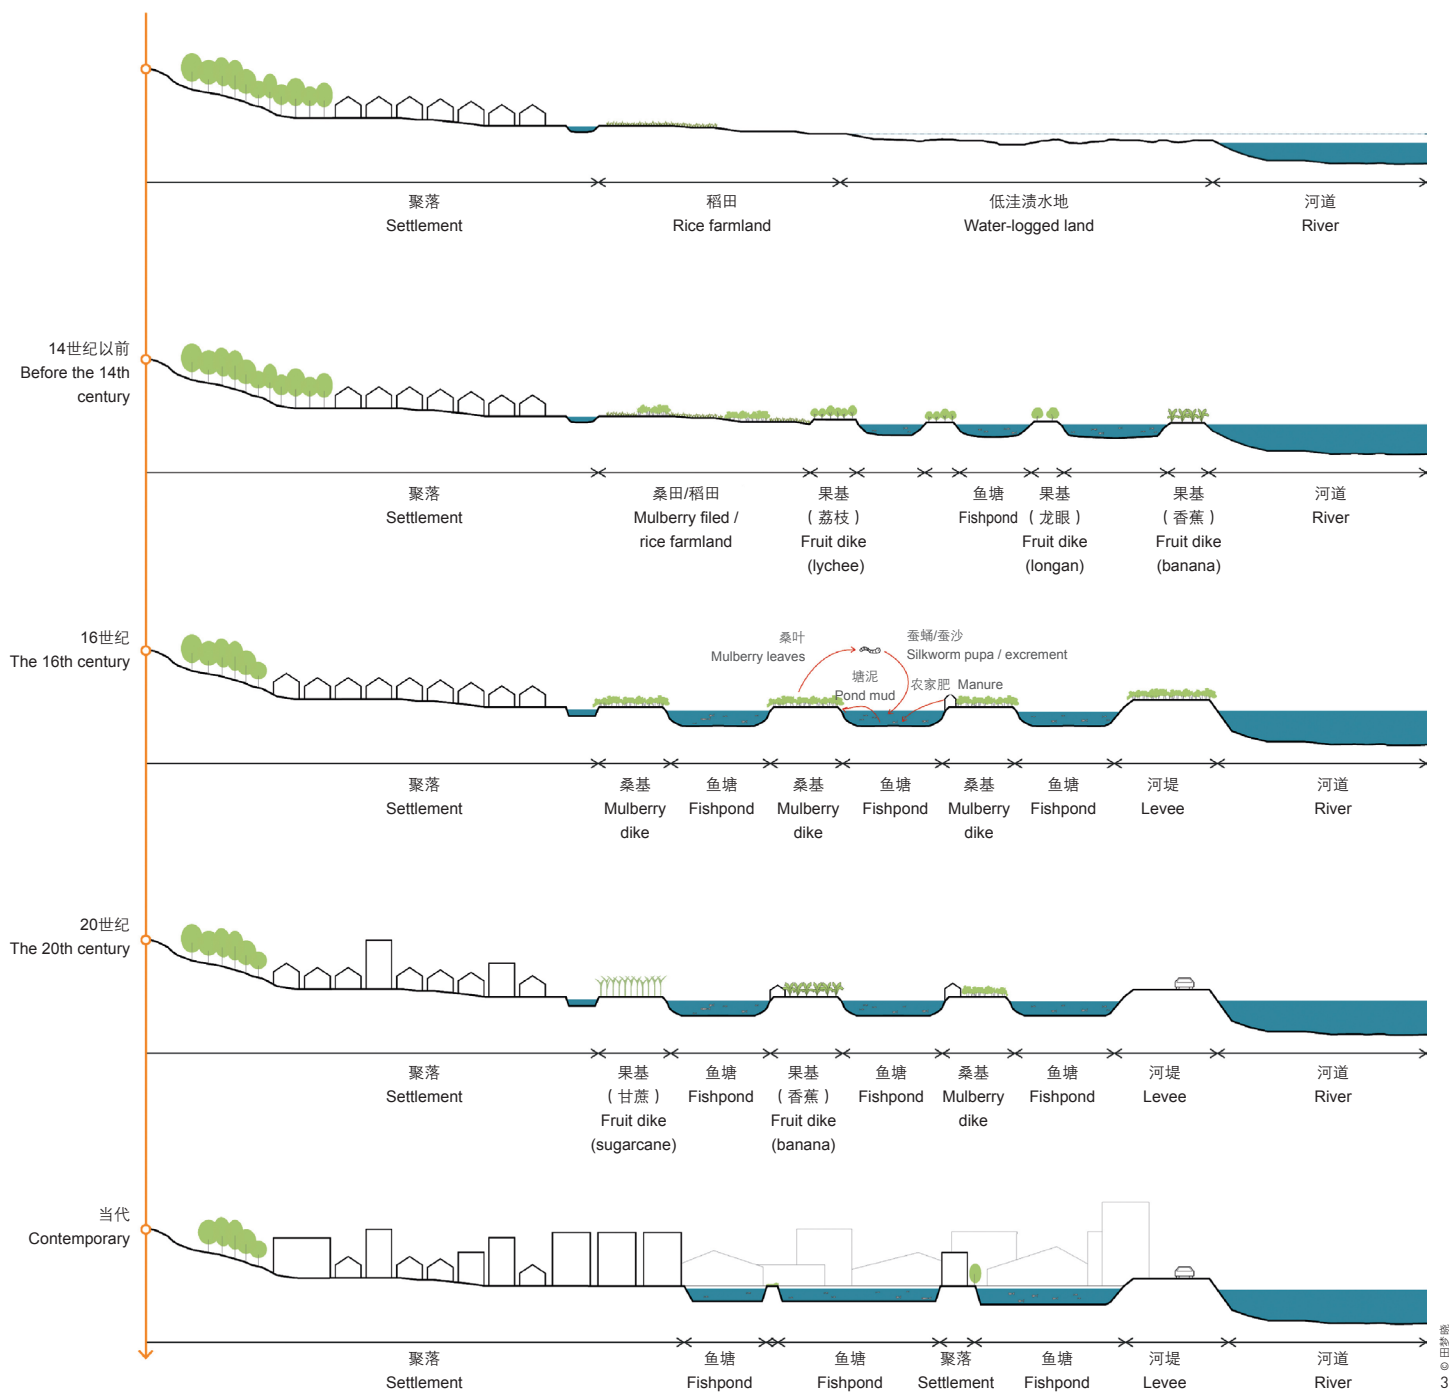 聚落
Settlement
稻田
Rice farmland
低洼渍水地
Water-logged land
河道
River
14世纪以前
Before the 14th
century
聚落
Settlement
桑田/稻田
Mulberry filed /
rice farmland
果基
（荔枝）
Fruit dike
(lychee)
鱼塘
Fishpond
果基
（龙眼）
Fruit dike
(longan)
果基
（香蕉）
Fruit dike
(banana)
河道
River
16世纪
The 16th century
桑叶
Mulberry leaves
蚕蛹/蚕沙
Silkworm pupa / excrement
塘泥
Pond mud
农家肥 Manure
聚落
Settlement
桑基
Mulberry
dike
鱼塘
Fishpond
桑基
Mulberry
dike
鱼塘
Fishpond
桑基
Mulberry
dike
鱼塘
Fishpond
河堤
Levee
河道
River
20世纪
The 20th century
聚落
Settlement
果基
（甘蔗）
Fruit dike
(sugarcane)
鱼塘
Fishpond
果基
（香蕉）
Fruit dike
(banana)
鱼塘
Fishpond
桑基
Mulberry
dike
鱼塘
Fishpond
河堤
Levee
河道
River
当代
Contemporary
聚落
Settlement
鱼塘
Fishpond
鱼塘
Fishpond
聚落
Settlement
鱼塘
Fishpond
河堤
Levee
河道
River
© 田梦晓
3